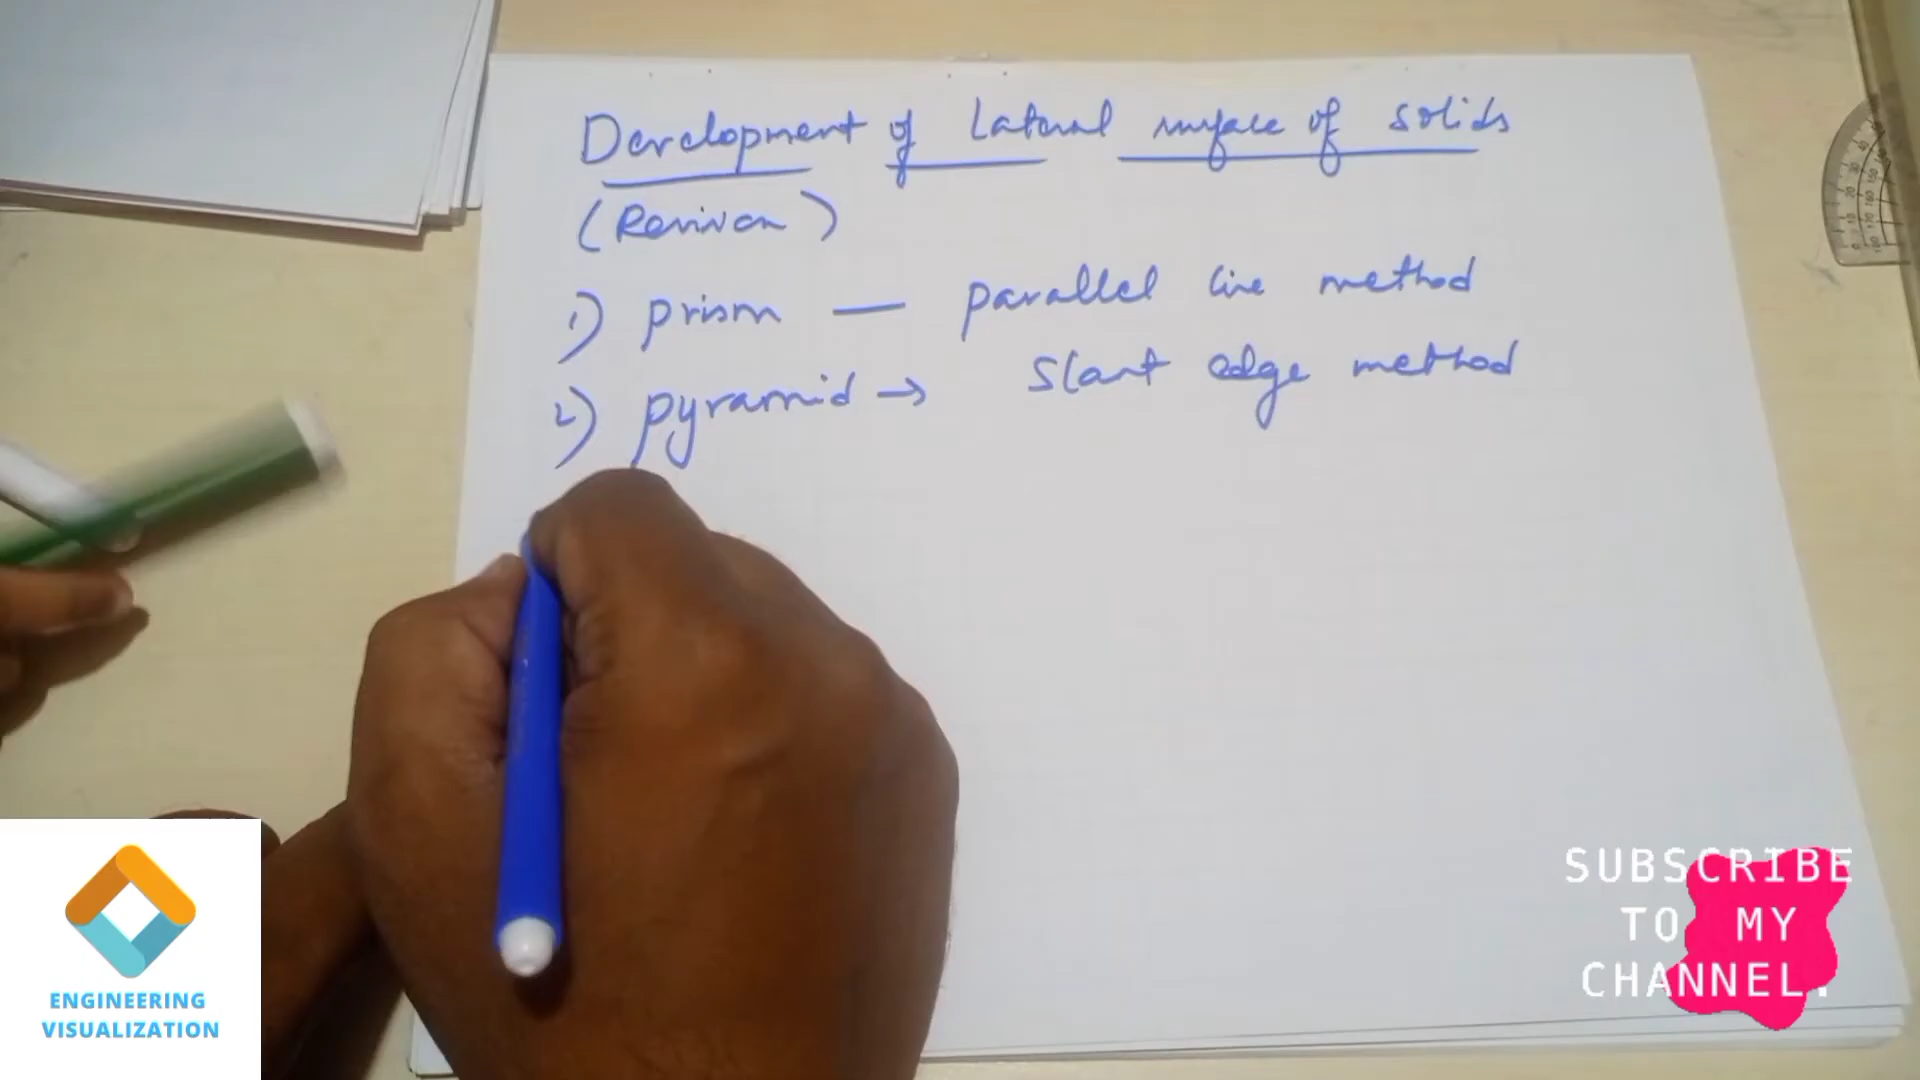 Development of Lateral surface of solids
(Revision)
1) prism — parallel line method
2) pyramid → slant edge method
ENGINEERING
VISUALIZATION
SUBSCRIBE
TO MY
CHANNEL.